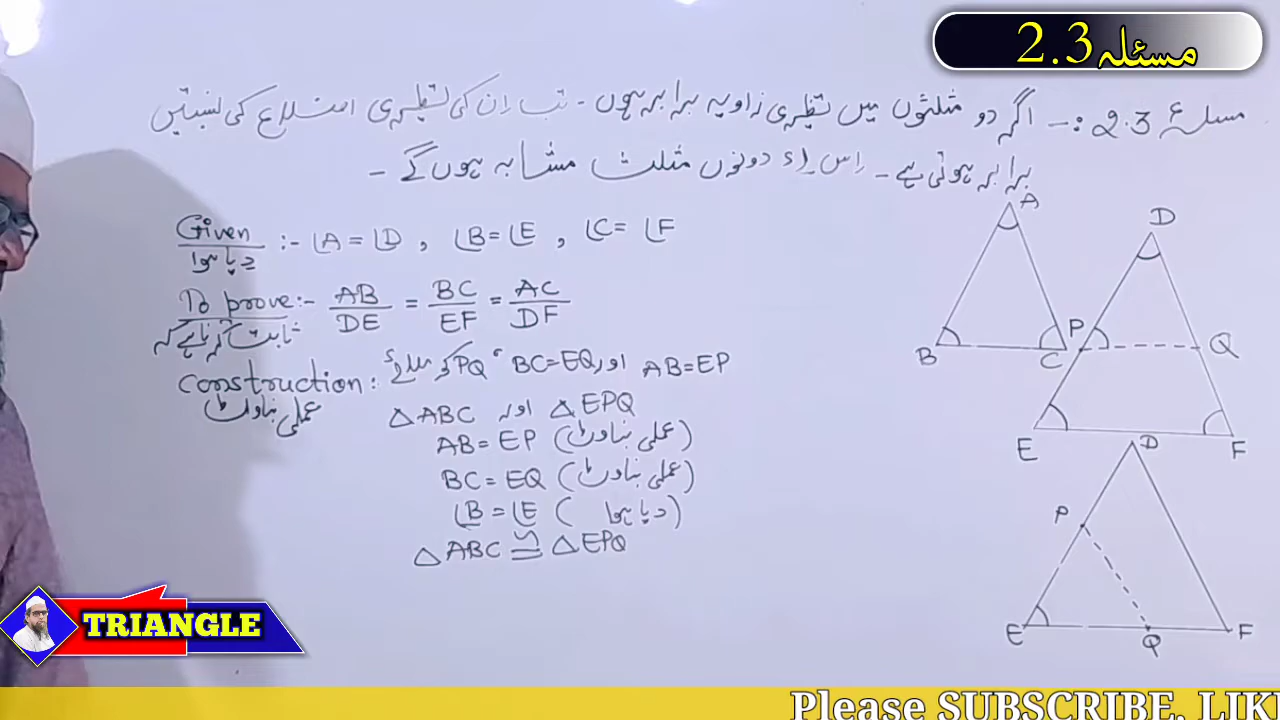 مسئلہ 2.3
مسئلہ 2.3 :- اگر دو مثلثوں میں نظیری زاویہ برابر ہوں - تب ان کی نظیری اضلاع کی نسبتیں
برابر ہوتی ہے - اس لئے دونوں مثلث مشابہ ہوں گے -
Given :- ∠A = ∠D , ∠B = ∠E , ∠C = ∠F
دیا ہوا
To prove :- AB/DE = BC/EF = AC/DF
ثابت کرنا ہے کہ
Construction : AB = EP اور BC = EQ ، PQ کو ملائے
عملی بناوٹ
△ABC اور △EPQ
AB = EP (عملی بناوٹ)
BC = EQ (عملی بناوٹ)
∠B = ∠E (دیا ہوا)
△ABC ≅ △EPQ
A
B
C
D
P
Q
E
F
D
P
E
Q
F
TRIANGLE
Please SUBSCRIBE, LIK